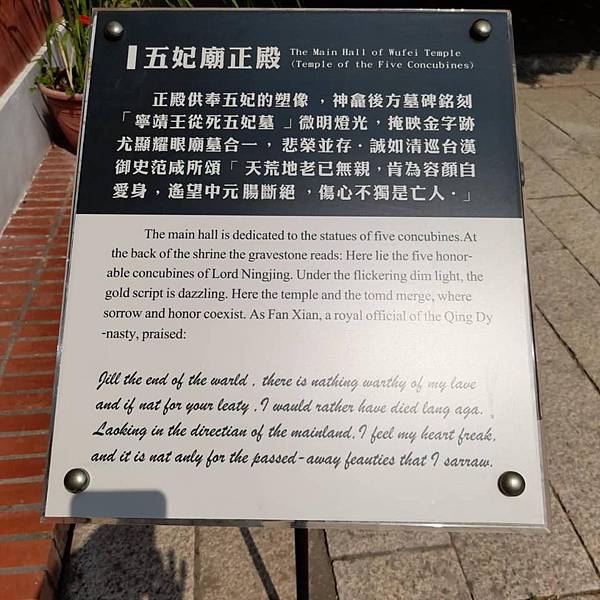 五妃廟正殿 The Main Hall of Wufei Temple
(Temple of the Five Concubines)
正殿供奉五妃的塑像，神龕後方墓碑銘刻
「寧靖王從死五妃墓」微明燈光，掩映金字跡
尤顯耀眼廟墓合一，悲榮並存．誠如清巡台漢
御史范咸所頌「天荒地老已無親，肯為容顏自
愛身，遙望中元腸斷絕，傷心不獨是亡人．」
The main hall is dedicated to the statues of five concubines.At
the back of the shrine the gravestone reads: Here lie the five honor-
able concubines of Lord Ningjing. Under the flickering dim light, the
gold script is dazzling. Here the temple and the tomd merge, where
sorrow and honor coexist. As Fan Xian, a royal official of the Qing Dy
-nasty, praised:
Jill the end of the warld , there is nathing warthy of my lave
and if nat for your leaty ,I wauld rather have died lang aga.
Laoking in the directian of the mainland,I feel my heart freak,
and it is nat anly for the passed-away feauties that I sarraw.